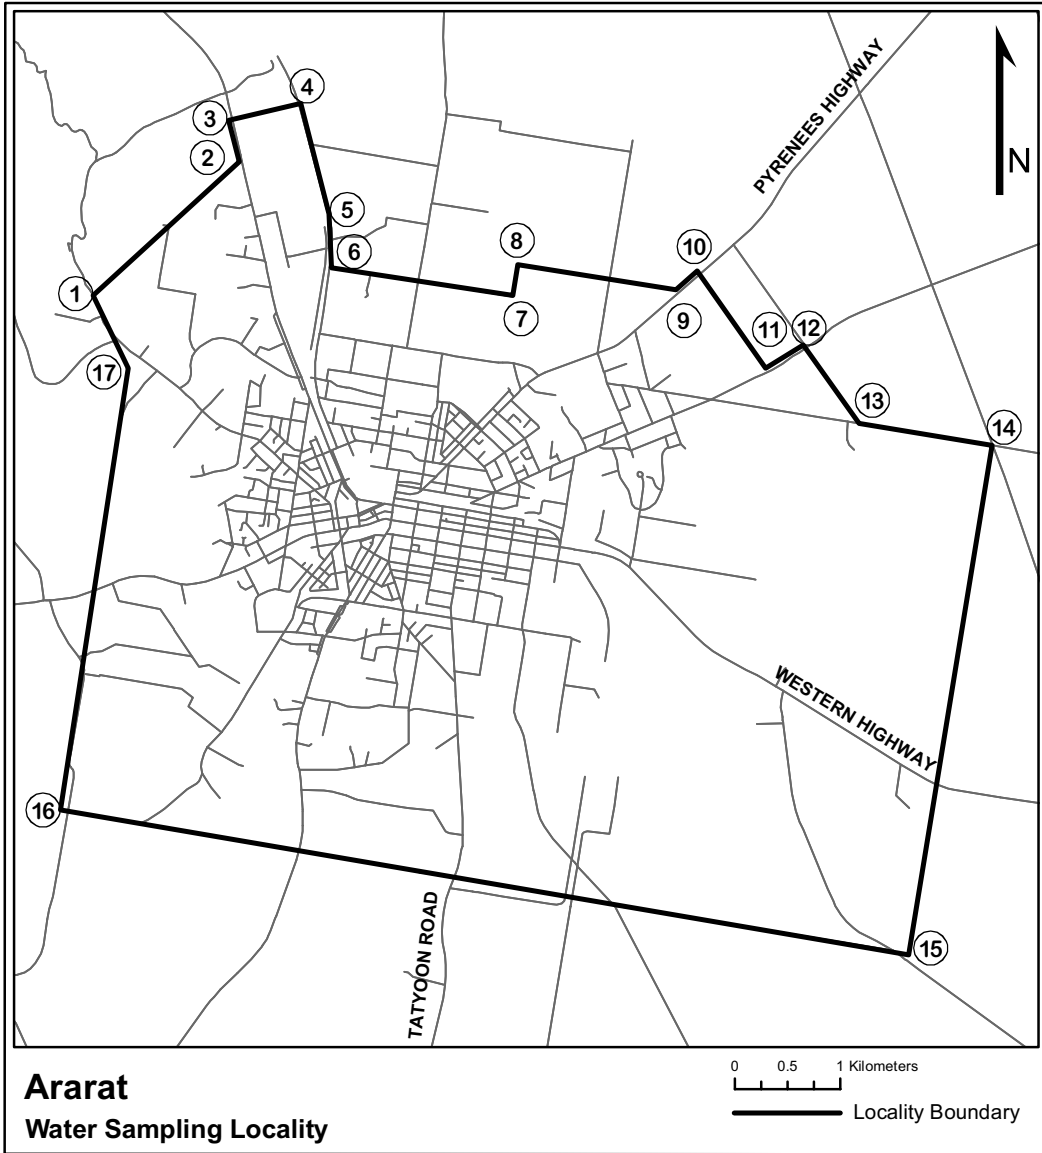 4
3
2
PYRENEES HIGHWAY
N
5
6
8
10
1
7
9
11
12
17
13
14
WESTERN HIGHWAY
16
TATYOON ROAD
15
Ararat
Water Sampling Locality
0 0.5 1 Kilometers
Locality Boundary